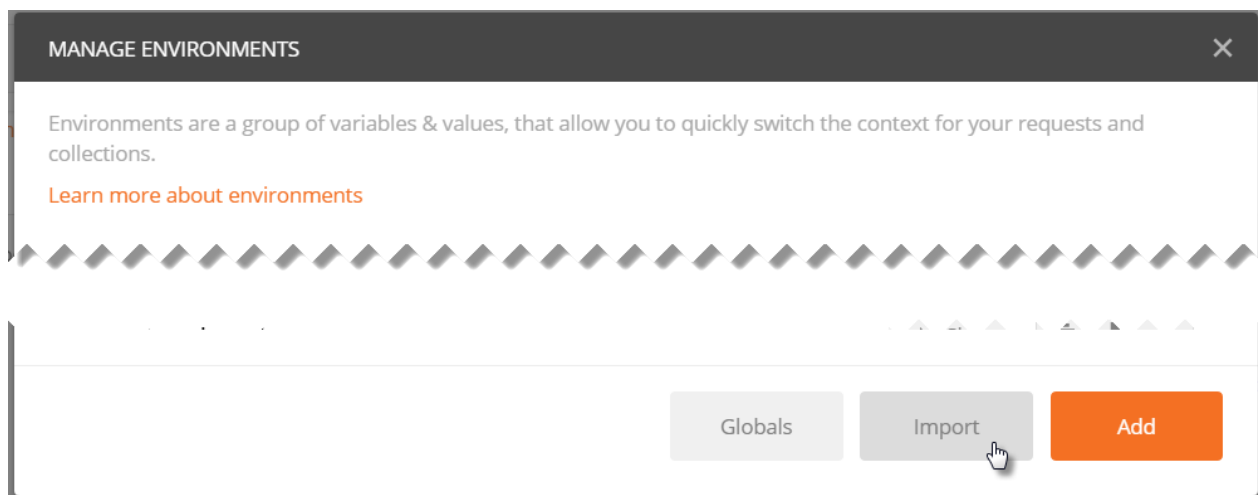 MANAGE ENVIRONMENTS
Environments are a group of variables & values, that allow you to quickly switch the context for your requests and
collections.
Learn more about environments
Globals
Import
Add